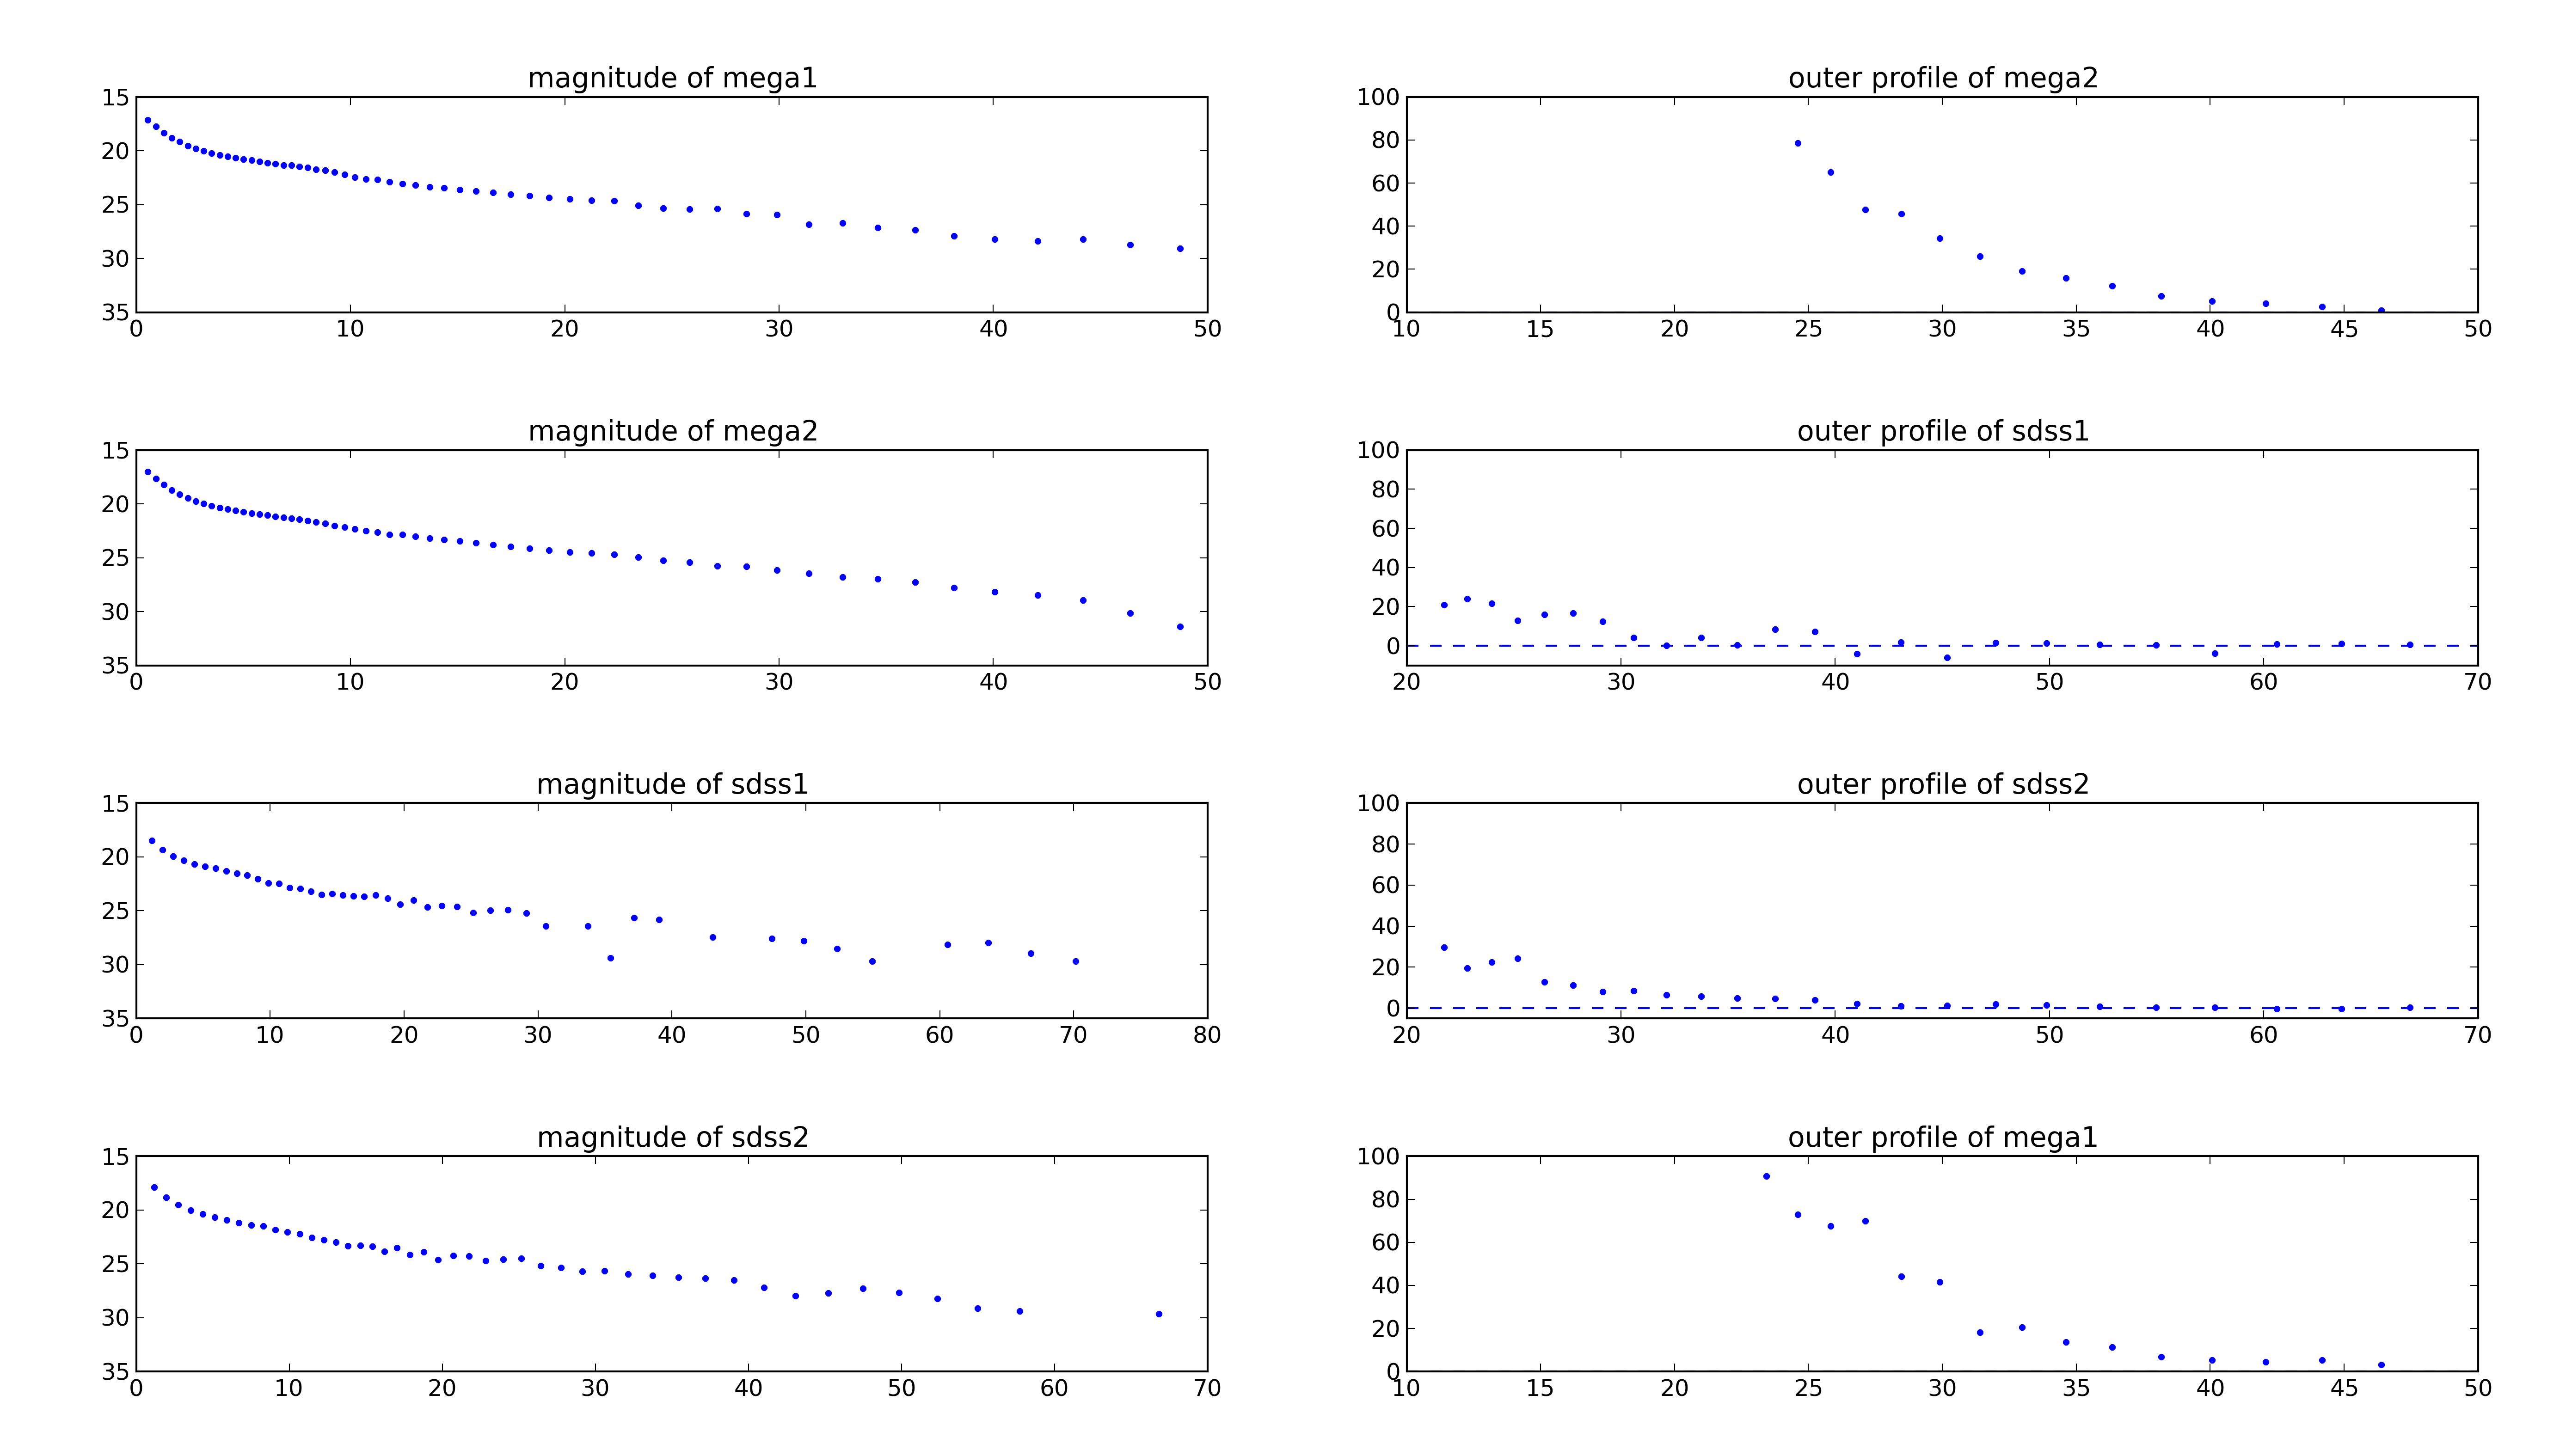 magnitude of mega1
15
20
25
30
35
0 10 20 30 40 50
outer profile of mega2
100
80
60
40
20
0
10 15 20 25 30 35 40 45 50
magnitude of mega2
15
20
25
30
35
0 10 20 30 40 50
outer profile of sdss1
100
80
60
40
20
0
20 30 40 50 60 70
magnitude of sdss1
15
20
25
30
35
0 10 20 30 40 50 60 70 80
outer profile of sdss2
100
80
60
40
20
0
20 30 40 50 60 70
magnitude of sdss2
15
20
25
30
35
0 10 20 30 40 50 60 70
outer profile of mega1
100
80
60
40
20
0
10 15 20 25 30 35 40 45 50